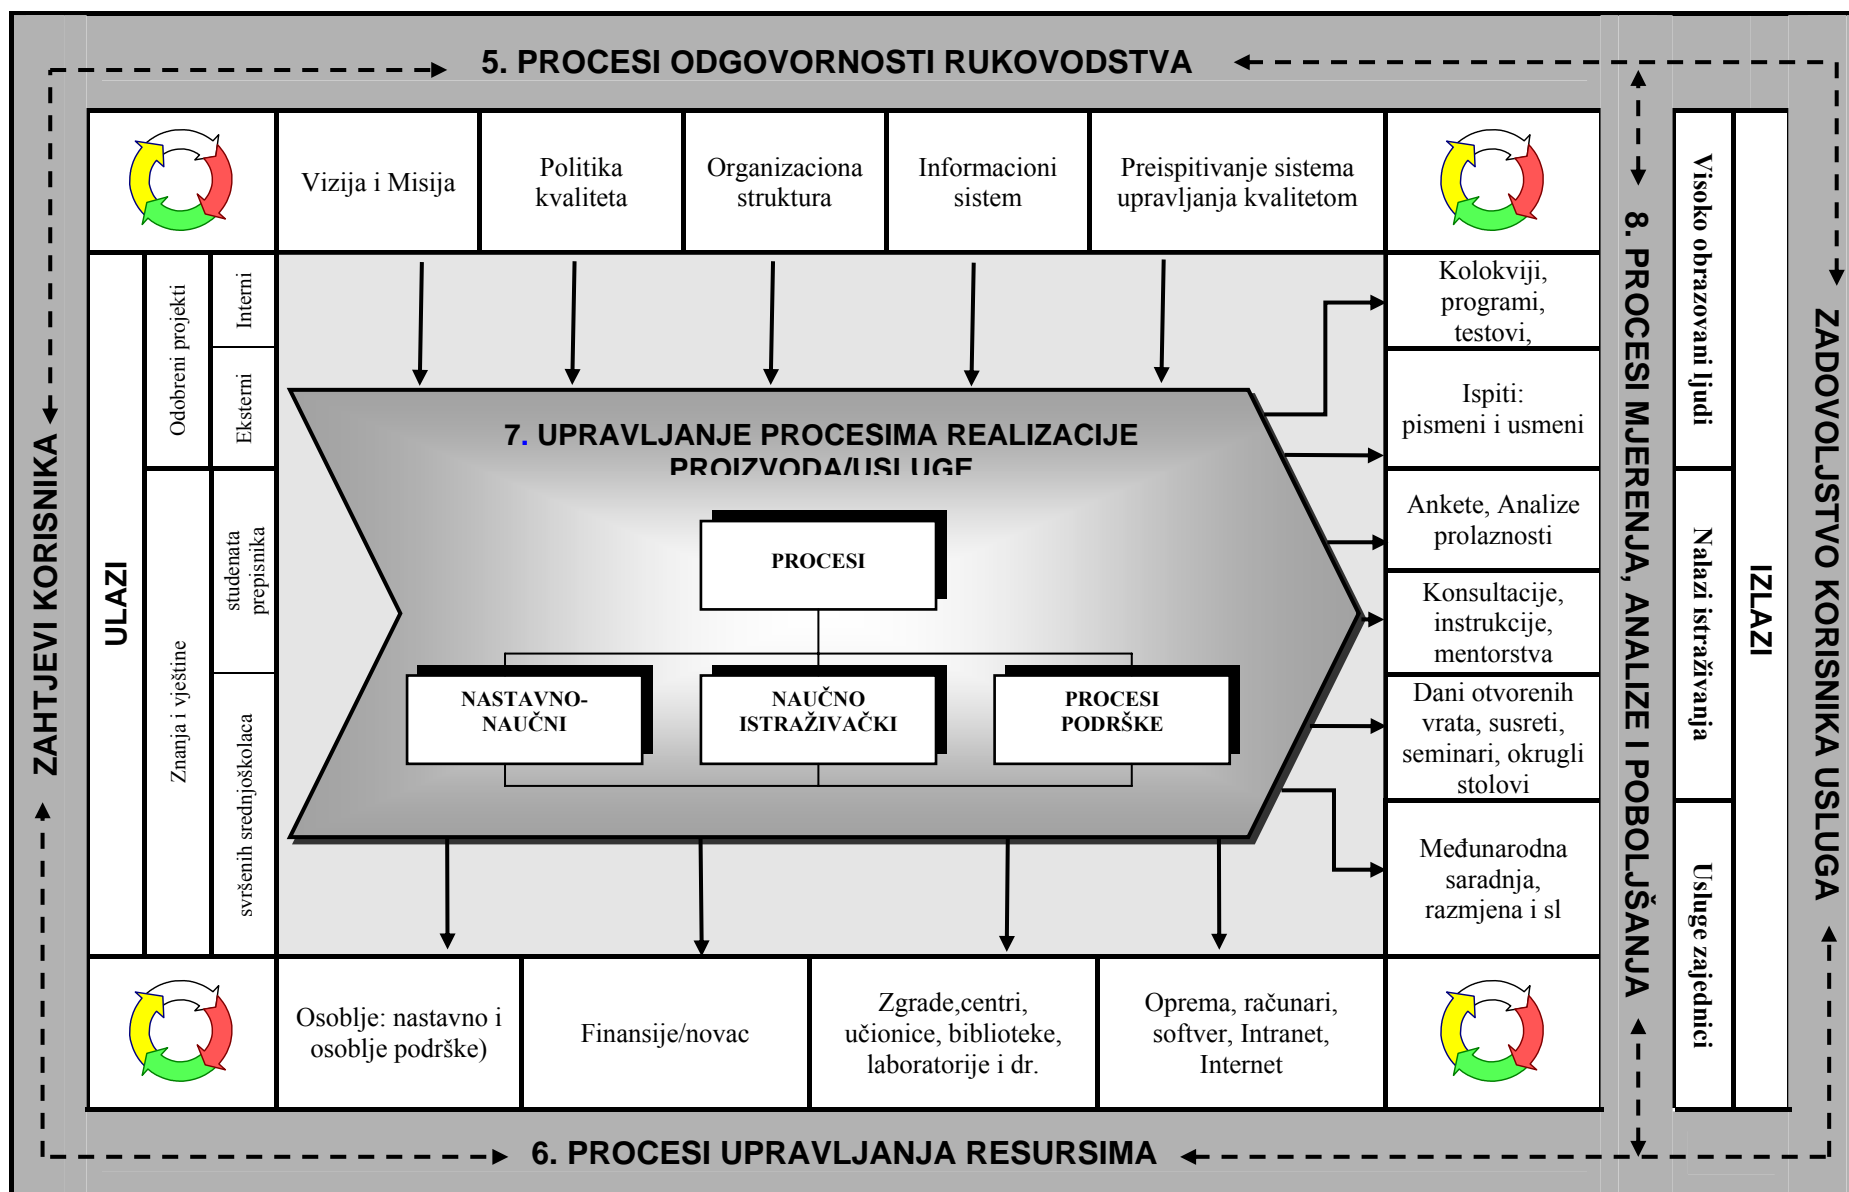 5. PROCESI ODGOVORNOSTI RUKOVODSTVA
Vizija i Misija
Politika
kvaliteta
Organizaciona
struktura
Informacioni
sistem
Preispitivanje sistema
upravljanja kvalitetom
ZAHTJEVI KORISNIKA
ULAZI
Odobreni projekti
Interni
Eksterni
Znanja i vještine
studenata
prepisnika
svršenih srednjoškolaca
7. UPRAVLJANJE PROCESIMA REALIZACIJE
PROIZVODA/USLUGE
PROCESI
NASTAVNO-
NAUČNI
NAUČNO
ISTRAŽIVAČKI
PROCESI
PODRŠKE
Kolokviji,
programi,
testovi,
Ispiti:
pismeni i usmeni
Ankete, Analize
prolaznosti
Konsultacije,
instrukcije,
mentorstva
Dani otvorenih
vrata, susreti,
seminari, okrugli
stolovi
Međunarodna
saradnja,
razmjena i sl
8. PROCESI MJERENJA, ANALIZE I POBOLJŠANJA
Visoko obrazovani ljudi
Nalazi istraživanja
Usluge zajednici
IZLAZI
ZADOVOLJSTVO KORISNIKA USLUGA
Osoblje: nastavno i
osoblje podrške)
Finansije/novac
Zgrade,centri,
učionice, biblioteke,
laboratorije i dr.
Oprema, računari,
softver, Intranet,
Internet
6. PROCESI UPRAVLJANJA RESURSIMA